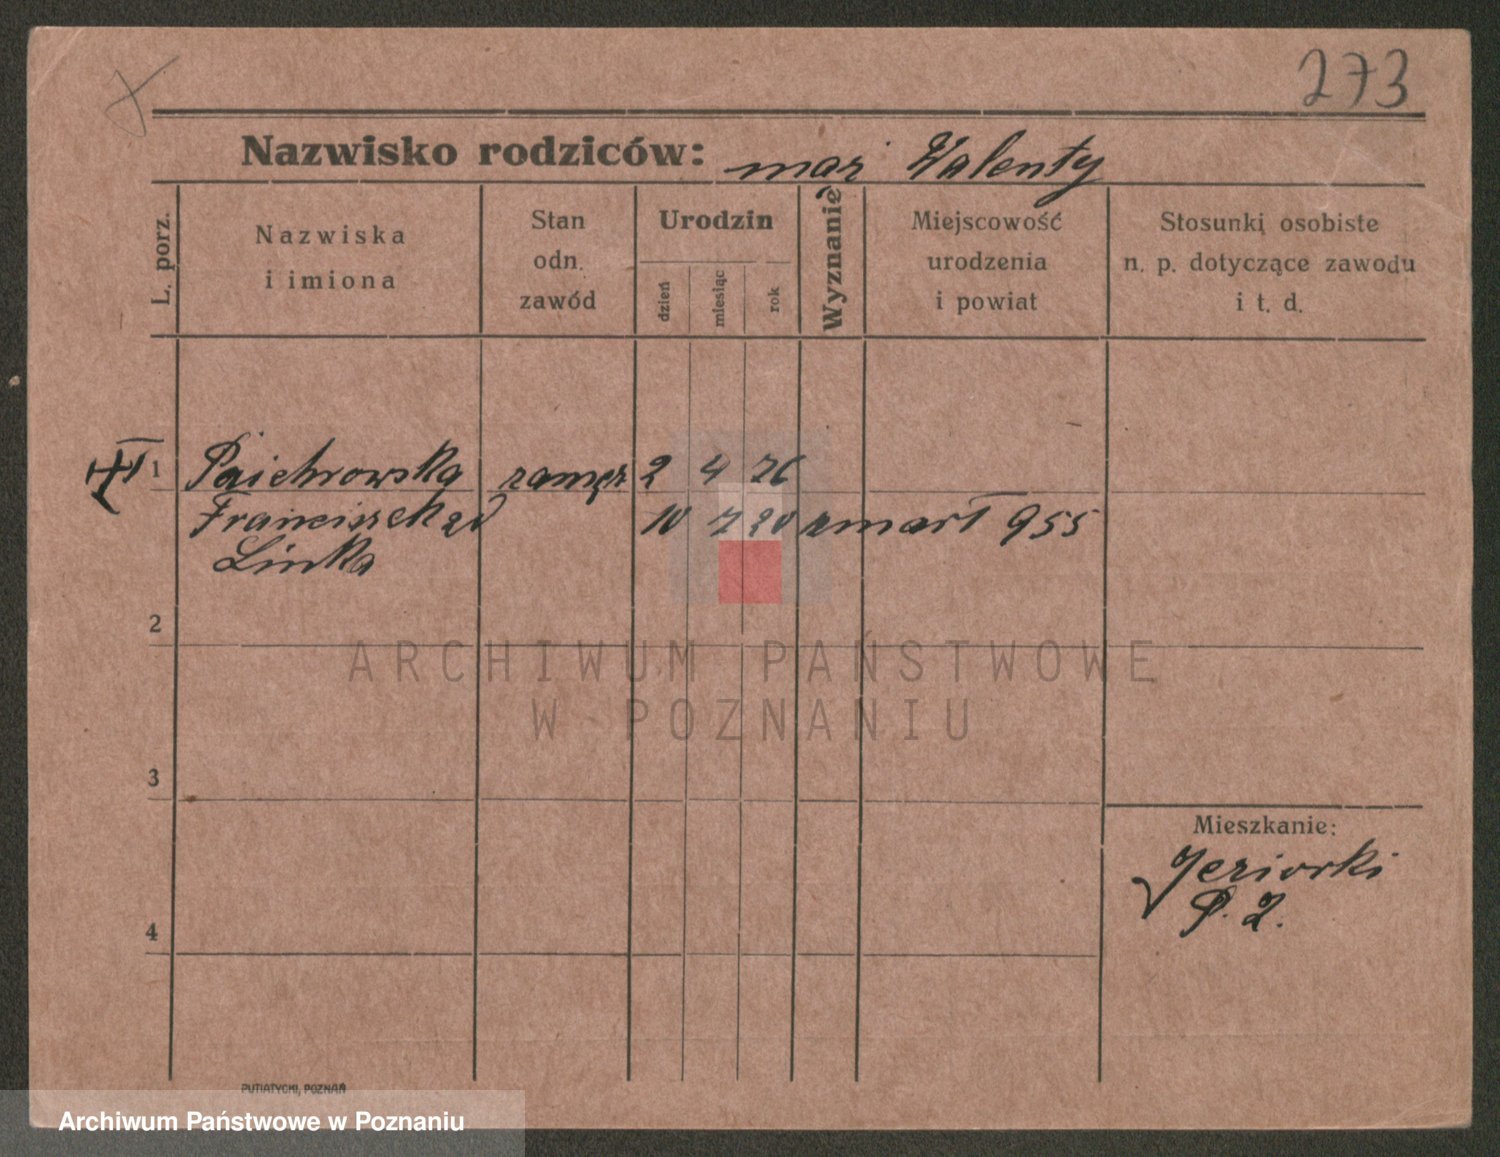 273
Nazwisko rodziców: mąż Walenty
L. porz.
Nazwiska
i imiona
Stan
odn.
zawód
Urodzin
dzień
miesiąc
rok
Wyznanie
Miejscowość
urodzenia
i powiat
Stosunki osobiste
n. p. dotyczące zawodu
i t. d.
1 zamęż 2 4 76
Franciszka zd 10 7 90 zmarł 955
Linka
2
ARCHIWUM PAŃSTWOWE
W POZNANIU
3
Mieszkanie:
Jeziorki
P. Z.
4
PUTIATYCKI, POZNAŃ
Archiwum Państwowe w Poznaniu